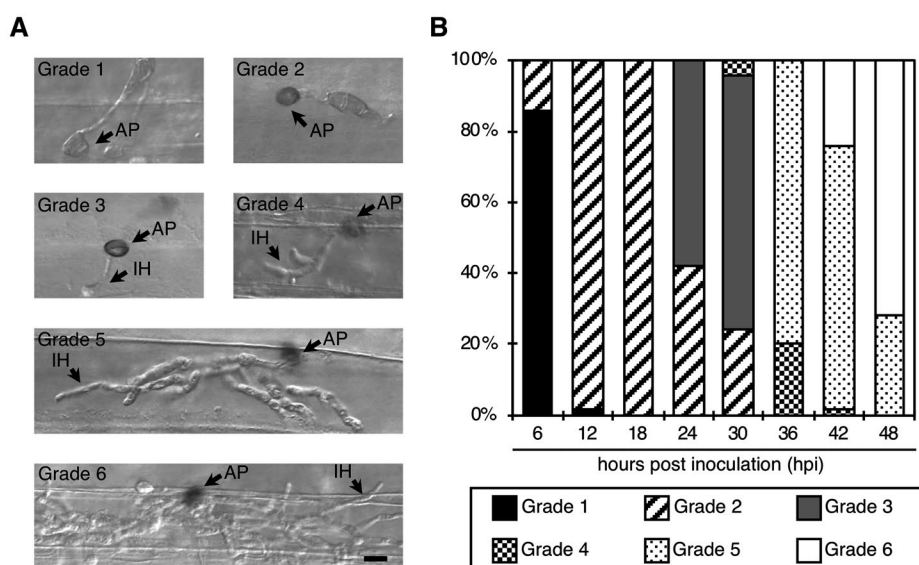 A
B
Grade 1
AP
Grade 2
AP
Grade 3
AP
IH
Grade 4
AP
IH
Grade 5
IH
AP
Grade 6
AP
IH
100%
80%
60%
40%
20%
0%
6 12 18 24 30 36 42 48
hours post inoculation (hpi)
Grade 1 Grade 2 Grade 3
Grade 4 Grade 5 Grade 6